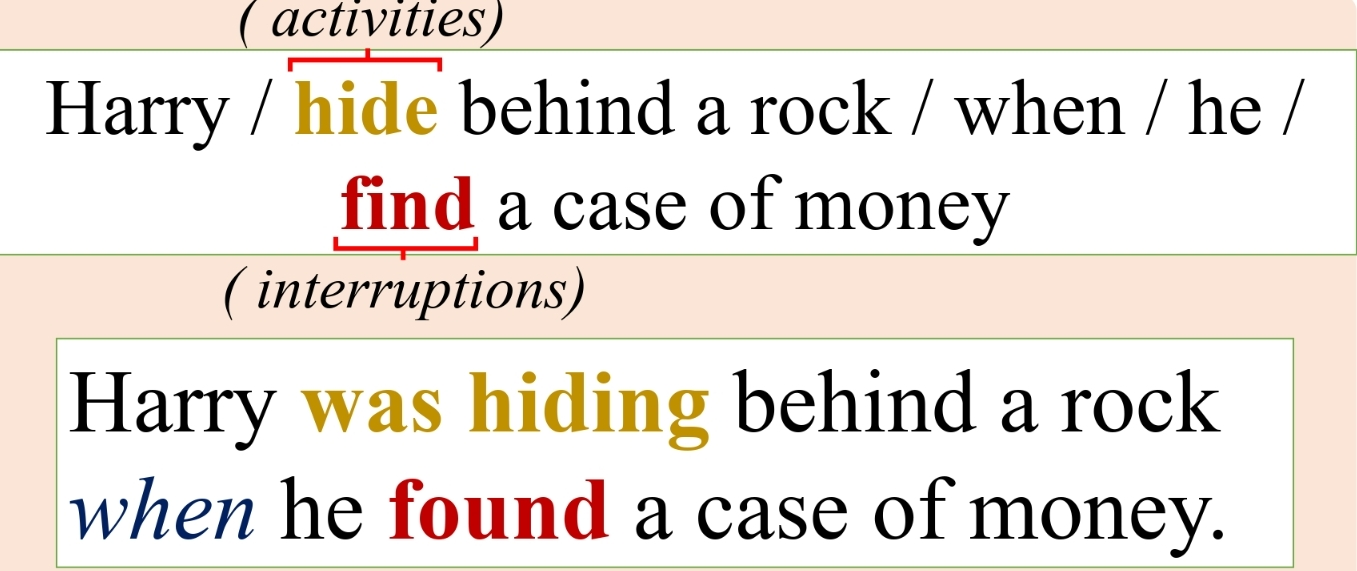 ( activities)
Harry / hide behind a rock / when / he /
find a case of money
( interruptions)
Harry was hiding behind a rock
when he found a case of money.